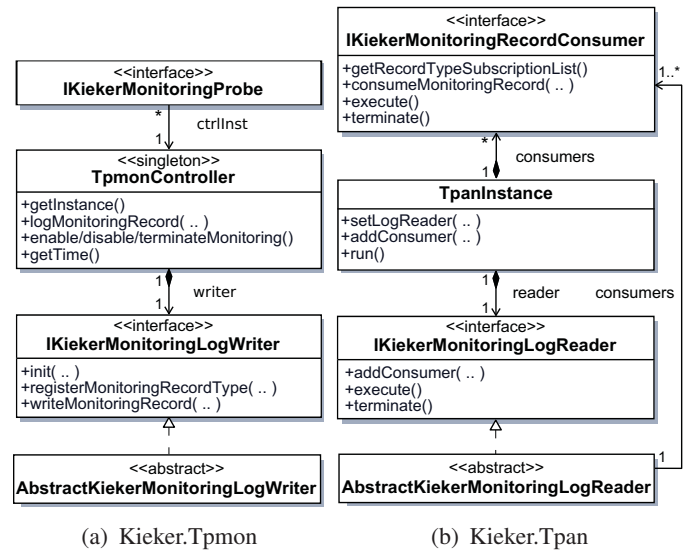 <<interface>>
IKiekerMonitoringProbe
*
ctrlInst
1
<<singleton>>
TpmonController
+getInstance()
+logMonitoringRecord( .. )
+enable/disable/terminateMonitoring()
+getTime()
1
writer
1
<<interface>>
IKiekerMonitoringLogWriter
+init( .. )
+registerMonitoringRecordType( .. )
+writeMonitoringRecord( .. )
<<abstract>>
AbstractKiekerMonitoringLogWriter
(a) Kieker.Tpmon
<<interface>>
IKiekerMonitoringRecordConsumer
+getRecordTypeSubscriptionList()
+consumeMonitoringRecord( .. )
+execute()
+terminate()
1..*
*
consumers
1
TpanInstance
+setLogReader( .. )
+addConsumer( .. )
+run()
1
reader
consumers
1
<<interface>>
IKiekerMonitoringLogReader
+addConsumer( .. )
+execute()
+terminate()
<<abstract>>
AbstractKiekerMonitoringLogReader
1
(b) Kieker.Tpan